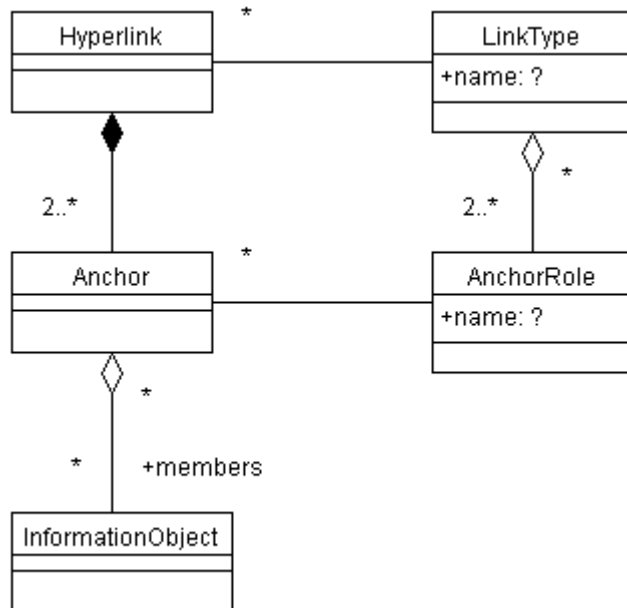 Hyperlink
*
LinkType
+name: ?
*
2..*
2..*
*
Anchor
AnchorRole
+name: ?
*
*
+members
InformationObject